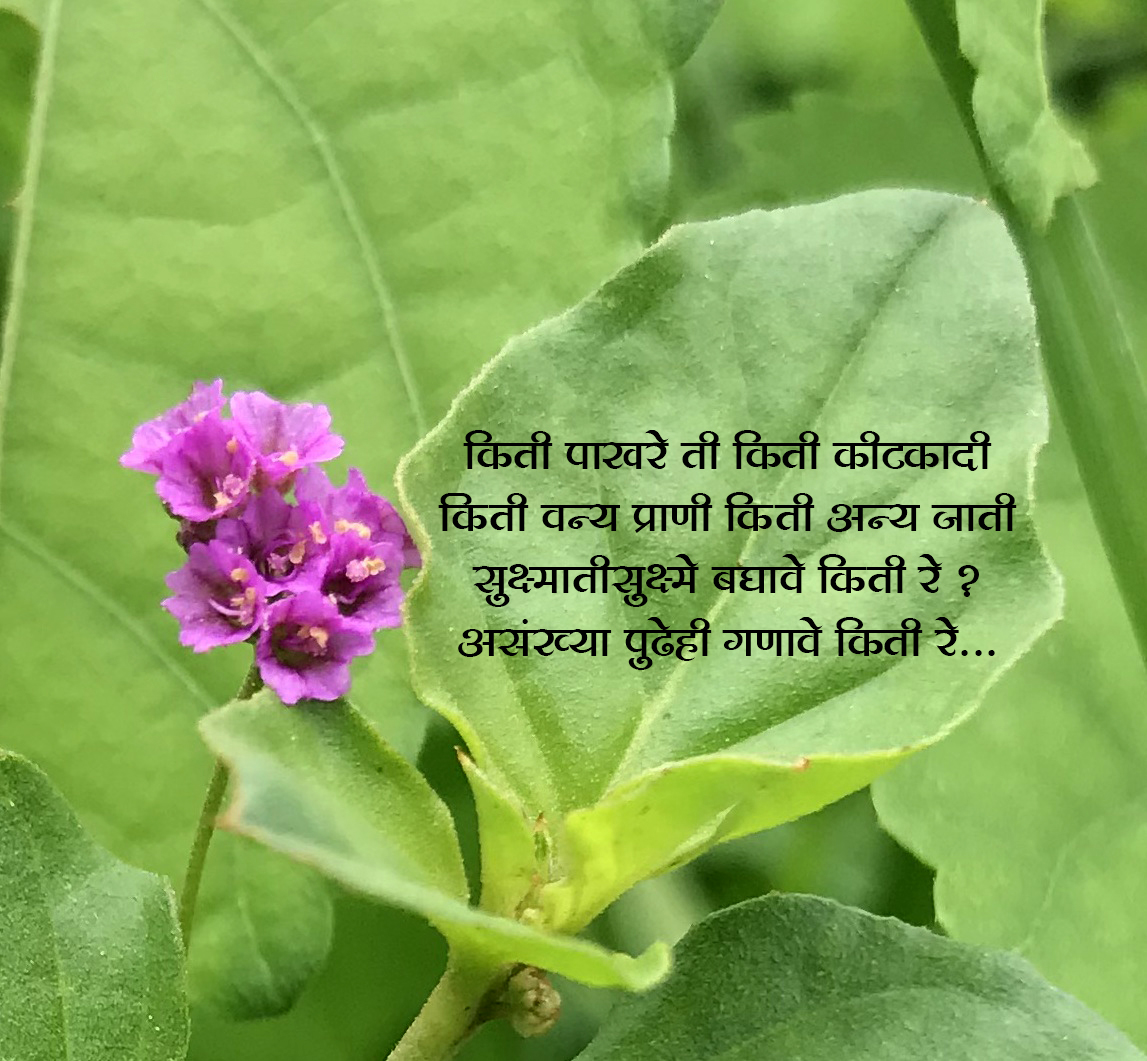 किती पाखरे ती किती कीटकादी
किती वन्य प्राणी किती अन्य जाती
सुक्ष्मातीसुक्ष्मे बघावे किती रे ?
असंख्या पुढेही गणावे किती रे...